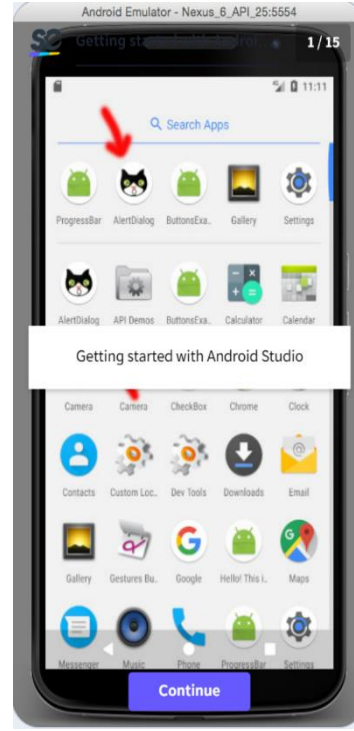 Android Emulator - Nexus_6_API_25:5554
Getting started with Androi..
1 / 15
11:11
Search Apps
ProgressBar AlertDialog ButtonsExa.. Gallery Settings
AlertDialog API Demos ButtonsExa.. Calculator Calendar
Getting started with Android Studio
Camera Camera CheckBox Chrome Clock
Contacts Custom Loc.. Dev Tools Downloads Email
Gallery Gestures Bu.. Google Hello! This i.. Maps
Messenger Music Phone ProgressBar Settings
Continue